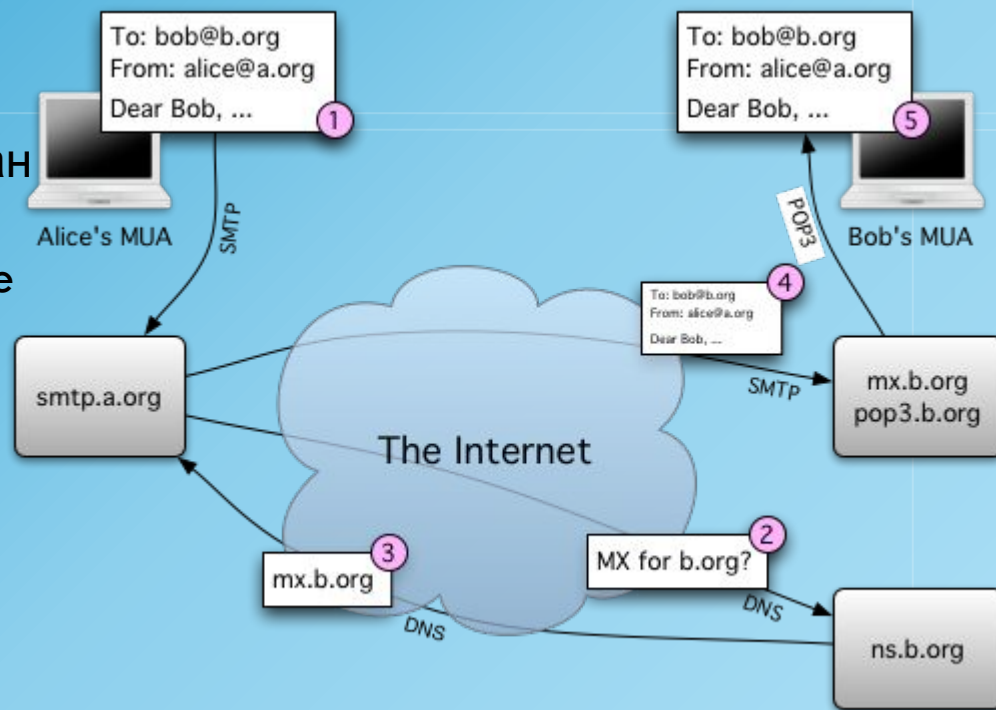 To: bob@b.org
From: alice@a.org
Dear Bob, ...
1
ан
Alice's MUA
е
SMTP
To: bob@b.org
From: alice@a.org
Dear Bob, ...
5
POP3
Bob's MUA
To: bob@b.org
From: alice@a.org
Dear Bob, ...
4
SMTP
smtp.a.org
mx.b.org
pop3.b.org
The Internet
MX for b.org?
2
DNS
mx.b.org
3
DNS
ns.b.org